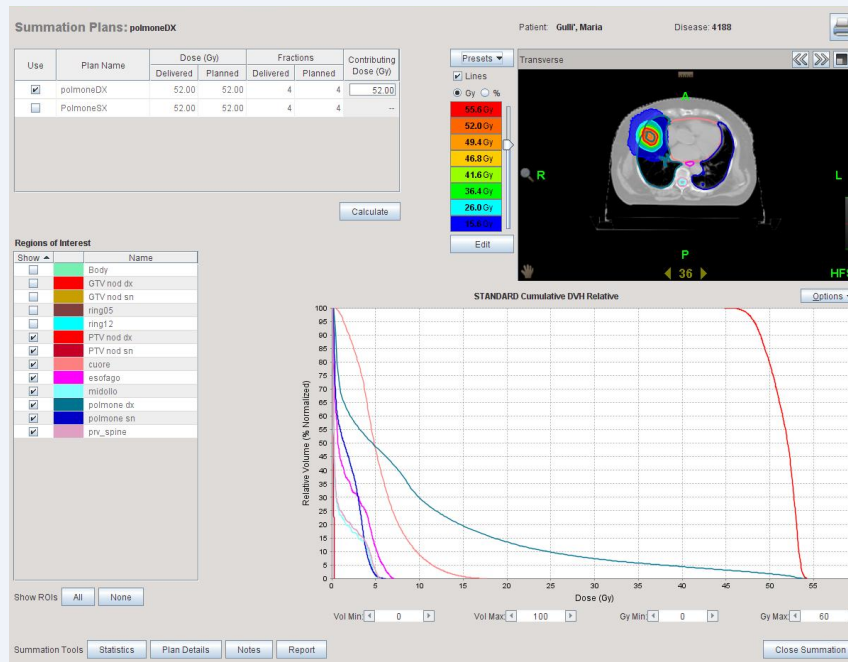 Summation Plans: polmoneDX
Patient: Gulli', Maria Disease: 4188
Use Plan Name Dose (Gy) Fractions Contributing Dose (Gy)
Delivered Planned Delivered Planned
polmoneDX 52.00 52.00 4 4 52.00
PolmoneSX 52.00 52.00 4 4 --
Calculate
Presets
Lines
Gy %
55.6 Gy
52.0 Gy
49.4 Gy
46.8 Gy
41.6 Gy
36.4 Gy
26.0 Gy
Edit
Transverse
A
R
L
P
36
HFS
Regions of Interest
Show Name
Body
GTV nod dx
GTV nod sn
ring05
ring12
PTV nod dx
PTV nod sn
cuore
esofago
midollo
polmone dx
polmone sn
prv_spine
Show ROIs All None
STANDARD Cumulative DVH Relative
Options
Relative Volume (% Normalized)
100
95
90
85
80
75
70
65
60
55
50
45
40
35
30
25
20
15
10
5
0
0 5 10 15 20 25 30 35 40 45 50 55
Dose (Gy)
Vol Min: 0 Vol Max: 100 Gy Min: 0 Gy Max: 60
Summation Tools Statistics Plan Details Notes Report
Close Summation